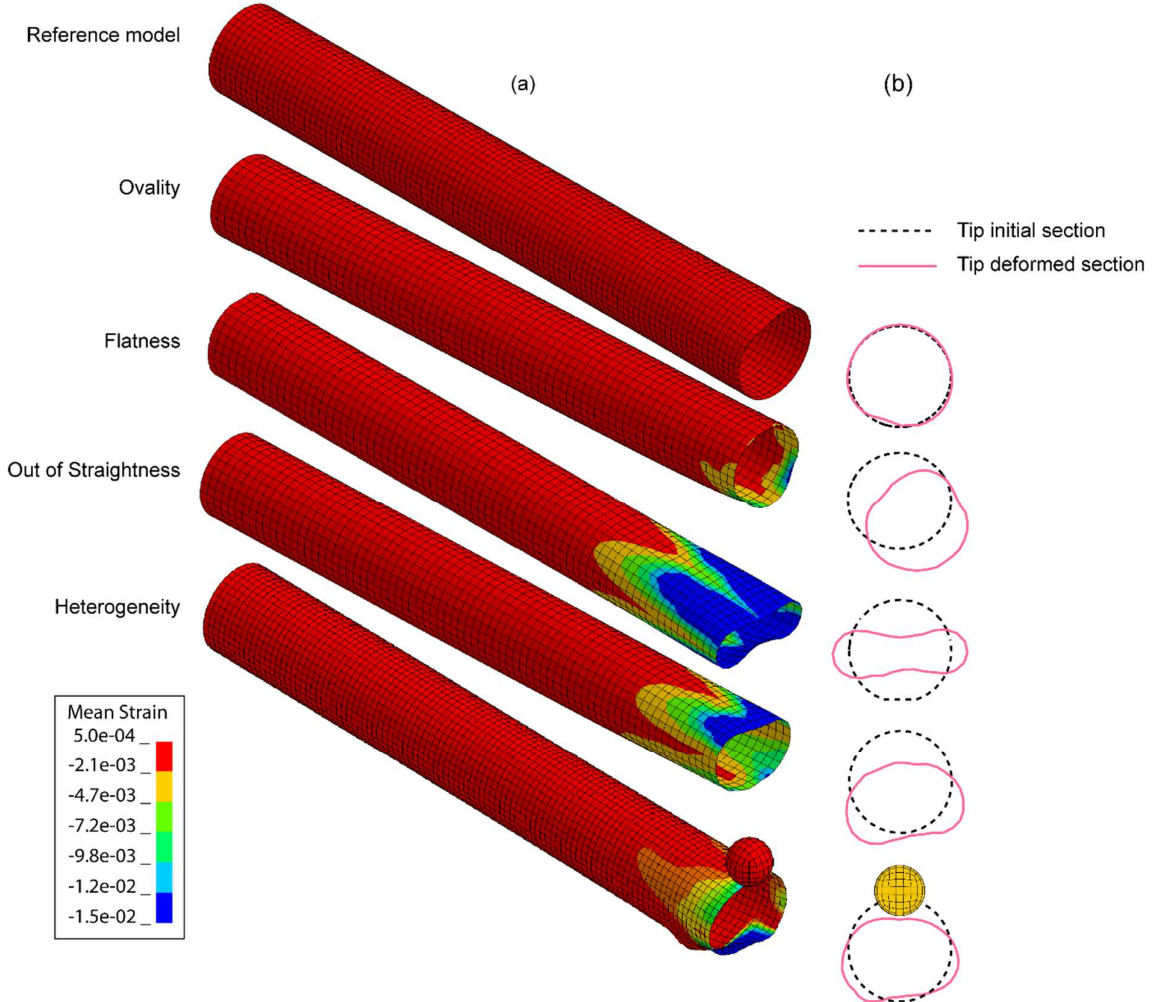 Reference model
(a)
(b)
Ovality
Tip initial section
Tip deformed section
Flatness
Out of Straightness
Heterogeneity
Mean Strain
5.0e-04 _
-2.1e-03 _
-4.7e-03 _
-7.2e-03 _
-9.8e-03 _
-1.2e-02 _
-1.5e-02 _